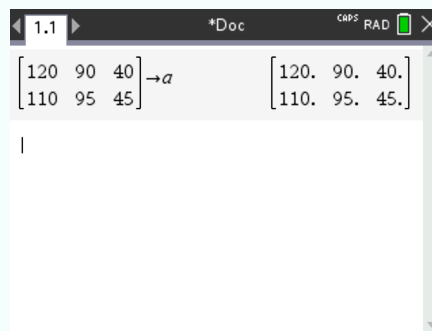 1.1 *Doc CAPS RAD
[120 90 40] →a [120. 90. 40.]
[110 95 45] [110. 95. 45.]